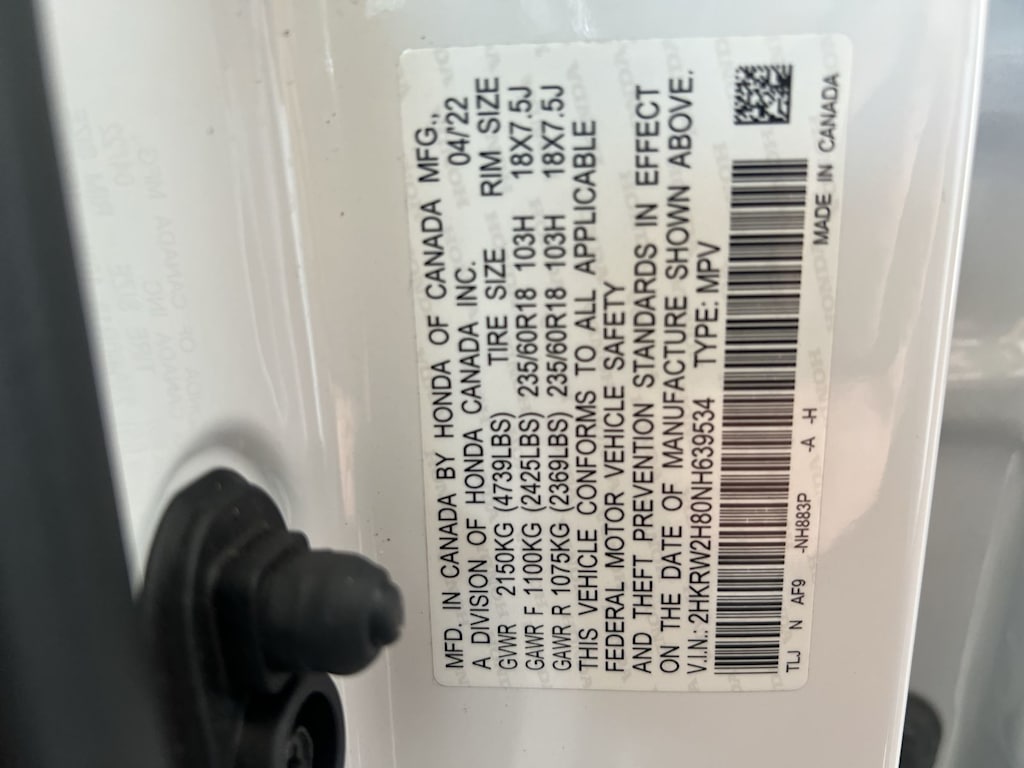 MFD. IN CANADA BY HONDA OF CANADA MFG.,
A DIVISION OF HONDA CANADA INC. 04/'22
GVWR 2150KG (4739LBS) TIRE SIZE RIM SIZE
GAWR F 1100KG (2425LBS) 235/60R18 103H 18X7.5J
GAWR R 1075KG (2369LBS) 235/60R18 103H 18X7.5J
THIS VEHICLE CONFORMS TO ALL APPLICABLE
FEDERAL MOTOR VEHICLE SAFETY
AND THEFT PREVENTION STANDARDS IN EFFECT
ON THE DATE OF MANUFACTURE SHOWN ABOVE.
V.I.N.: 2HKRW2H80NH639534 TYPE: MPV
TLJ N AF9 -NH883P -A -H MADE IN CANADA